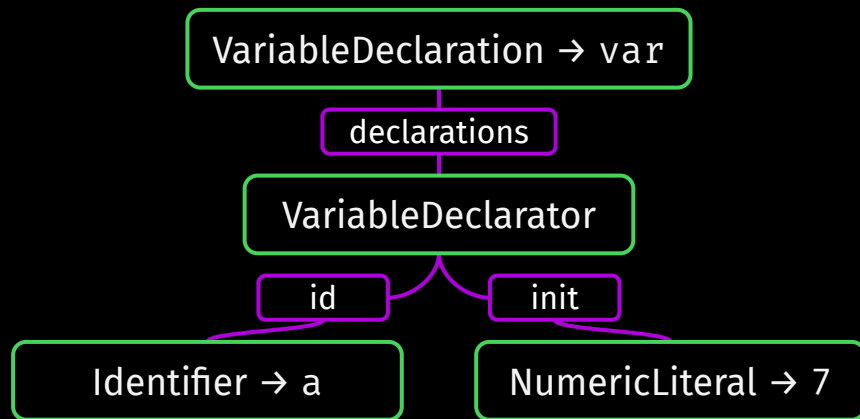 VariableDeclaration → var
declarations
VariableDeclarator
id
init
Identifier → a
NumericLiteral → 7